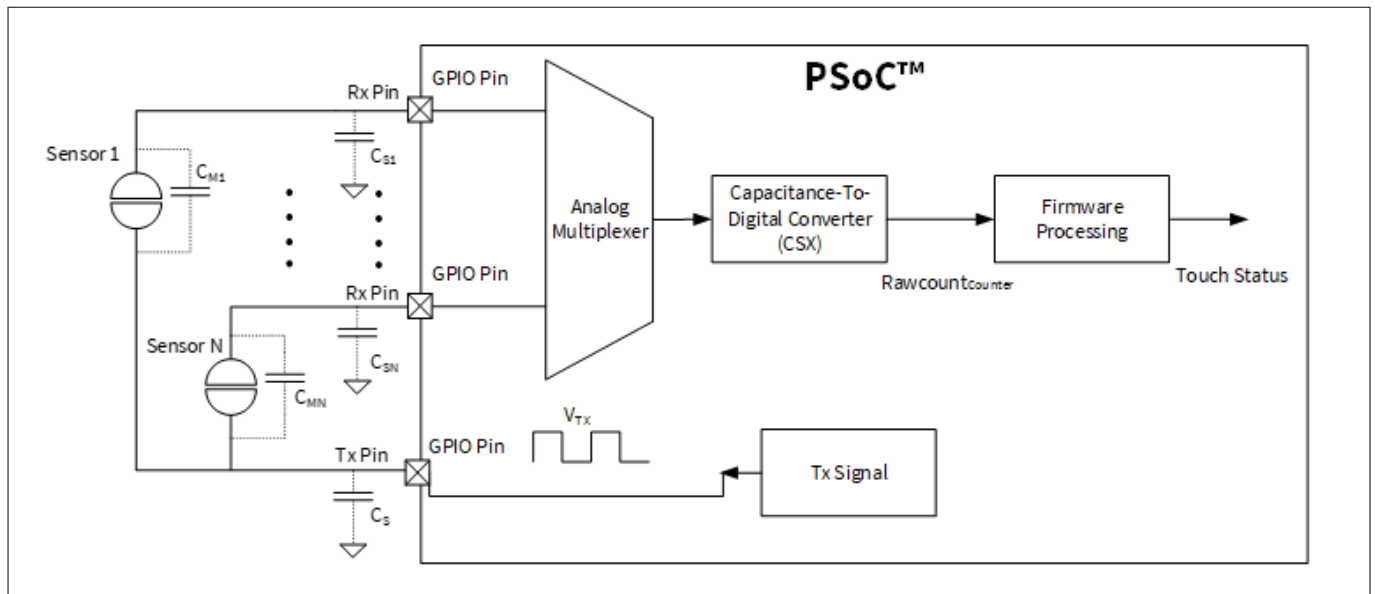 PSoC™
GPIO Pin
Rx Pin
Sensor 1
C_M1
C_S1
Analog
Multiplexer
Capacitance-To-
Digital Converter
(CSX)
Firmware
Processing
Rawcount_Counter
Touch Status
GPIO Pin
Rx Pin
Sensor N
C_MN
C_SN
V_TX
GPIO Pin
Tx Pin
Tx Signal
C_S